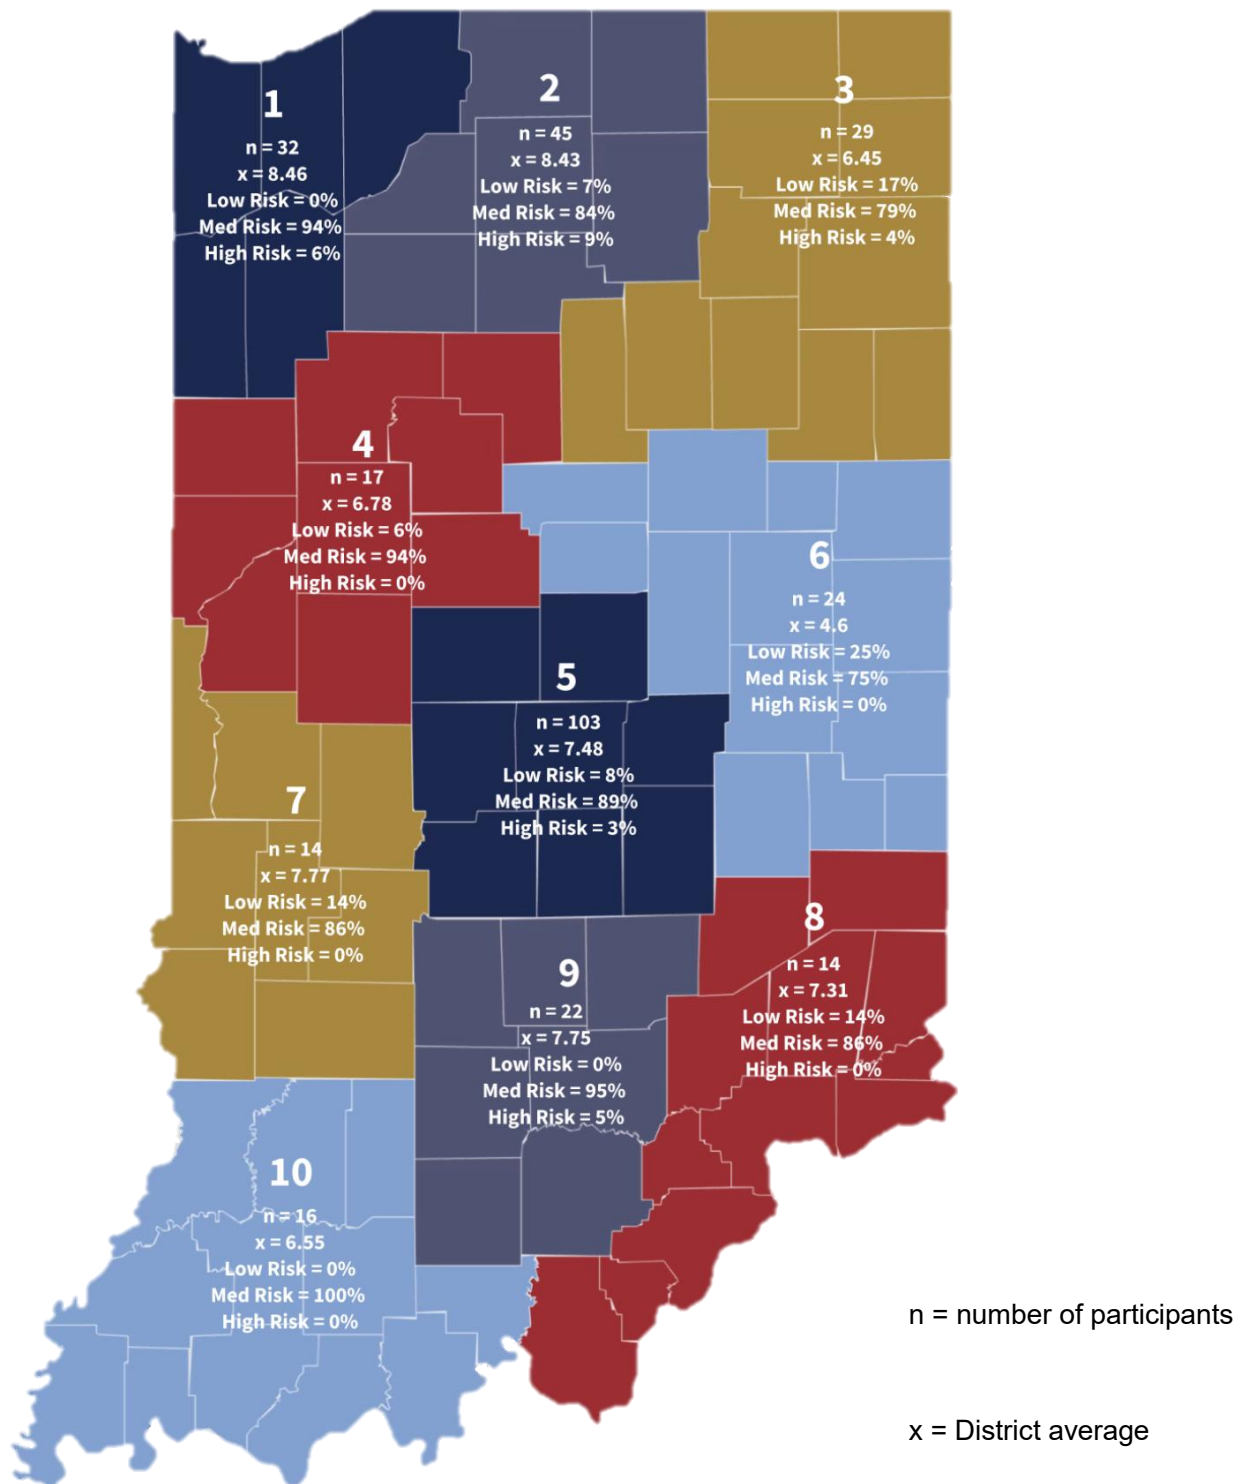 1
n = 32
x = 8.46
Low Risk = 0%
Med Risk = 94%
High Risk = 6%
2
n = 45
x = 8.43
Low Risk = 7%
Med Risk = 84%
High Risk = 9%
3
n = 29
x = 6.45
Low Risk = 17%
Med Risk = 79%
High Risk = 4%
4
n = 17
x = 6.78
Low Risk = 6%
Med Risk = 94%
High Risk = 0%
5
n = 103
x = 7.48
Low Risk = 8%
Med Risk = 89%
High Risk = 3%
6
n = 24
x = 4.6
Low Risk = 25%
Med Risk = 75%
High Risk = 0%
7
n = 14
x = 7.77
Low Risk = 14%
Med Risk = 86%
High Risk = 0%
8
n = 14
x = 7.31
Low Risk = 14%
Med Risk = 86%
High Risk = 0%
9
n = 22
x = 7.75
Low Risk = 0%
Med Risk = 95%
High Risk = 5%
10
n = 16
x = 6.55
Low Risk = 0%
Med Risk = 100%
High Risk = 0%
n = number of participants
x = District average